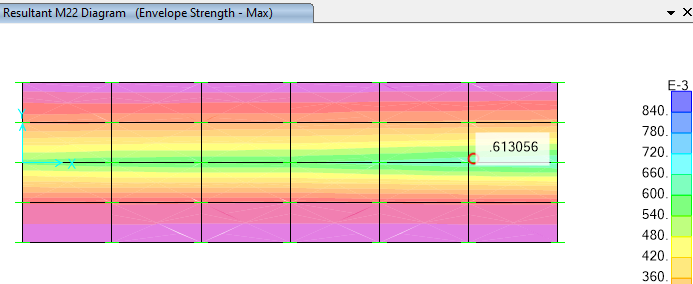 Resultant M22 Diagram (Envelope Strength - Max)
E-3
840.
780.
720.
660.
600.
540.
480.
420.
360.
.613056
Y
X